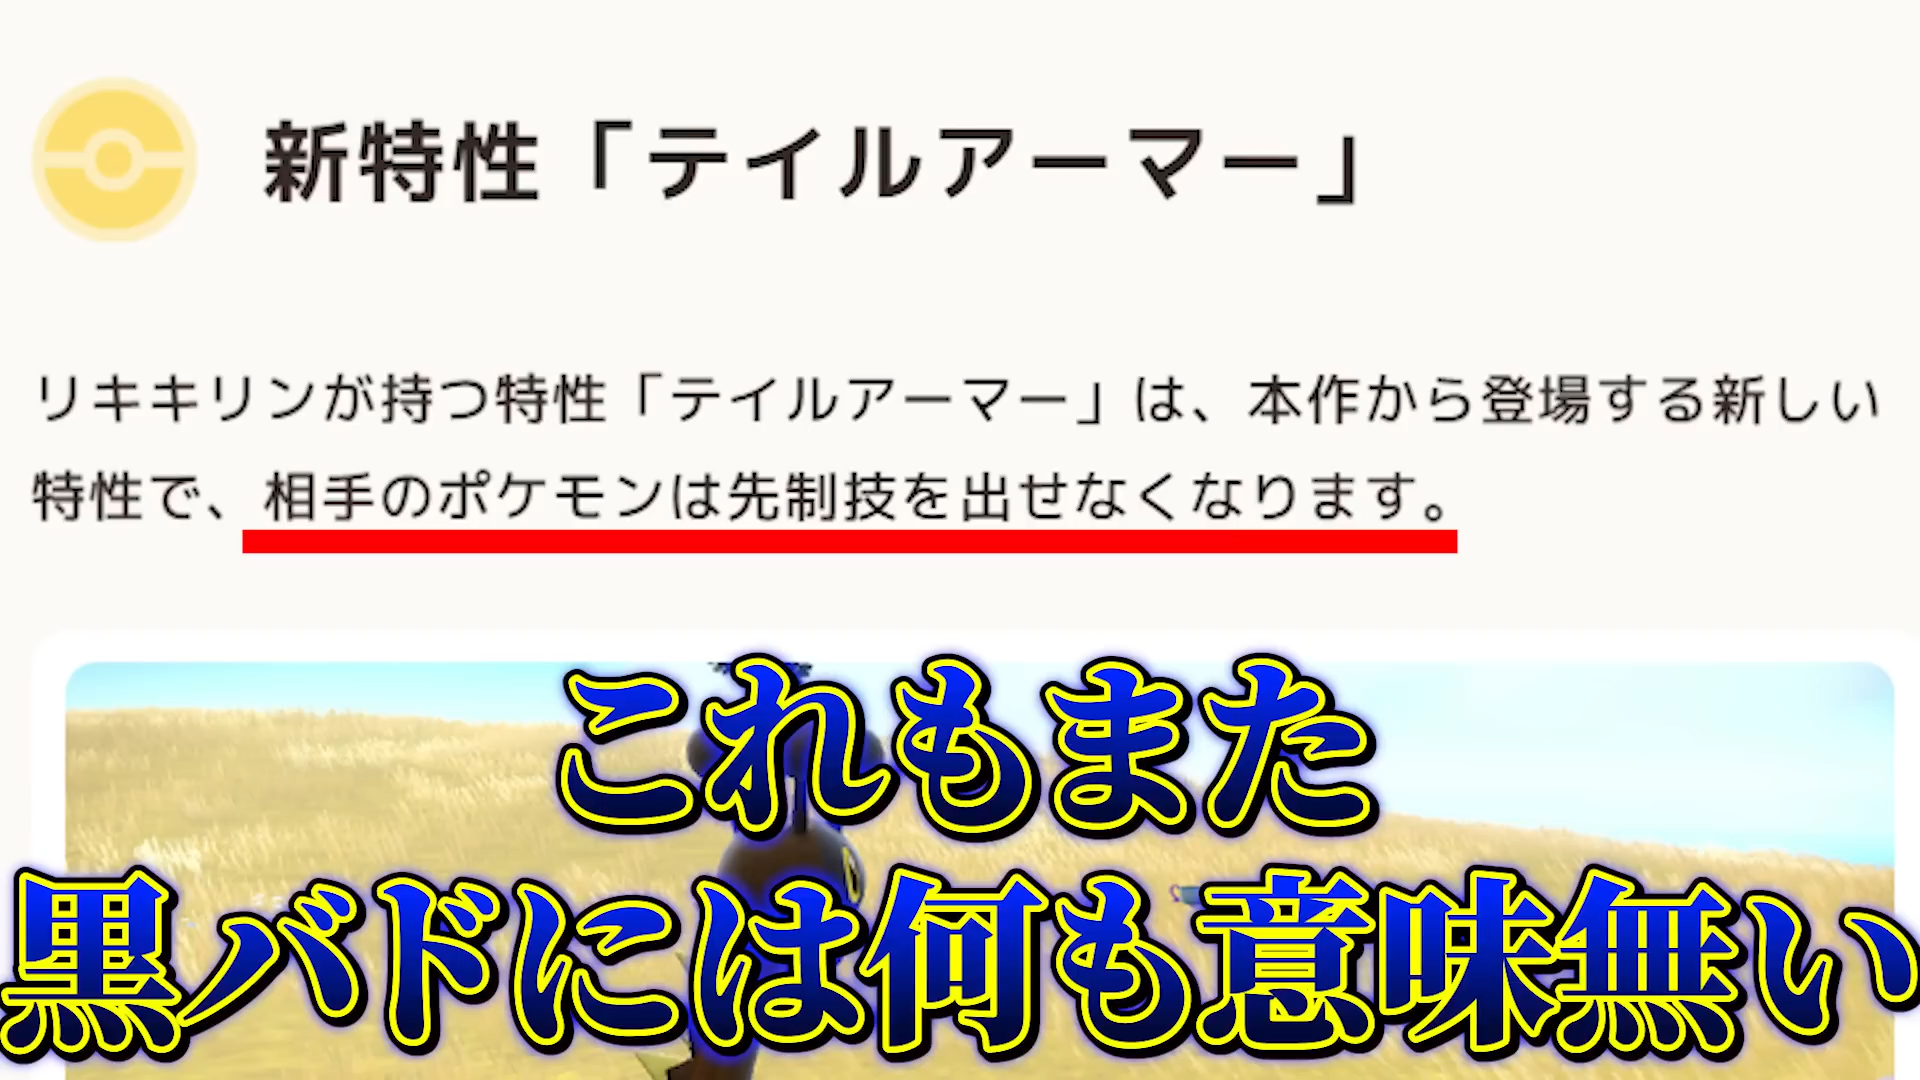 新特性「テイルアーマー」
リキキリンが持つ特性「テイルアーマー」は、本作から登場する新しい
特性で、相手のポケモンは先制技を出せなくなります。
これもまた
黒バドには何も意味無い